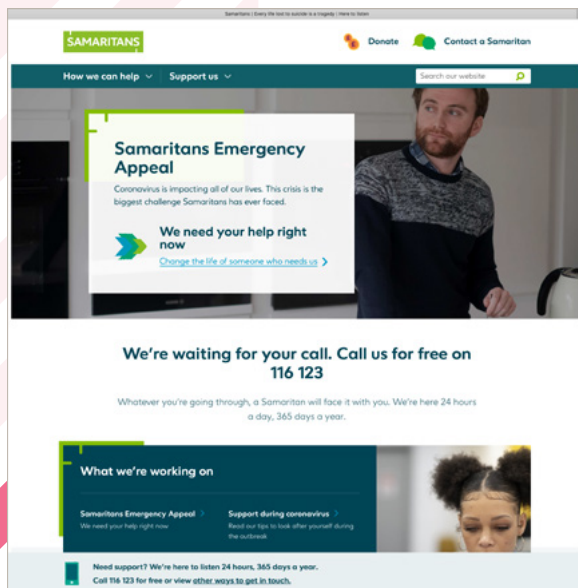 Samaritans | Every life lost to suicide is a tragedy | Here to listen
SAMARITANS
Donate
Contact a Samaritan
How we can help
Support us
Search our website
Samaritans Emergency
Appeal
Coronavirus is impacting all of our lives. This crisis is the
biggest challenge Samaritans has ever faced.
We need your help right
now
Change the life of someone who needs us
We're waiting for your call. Call us for free on
116 123
Whatever you're going through, a Samaritan will face it with you. We're here 24 hours
a day, 365 days a year.
What we're working on
Samaritans Emergency Appeal
We need your help right now
Support during coronavirus
Read our tips to look after yourself during
the outbreak
Need support? We're here to listen 24 hours, 365 days a year.
Call 116 123 for free or view other ways to get in touch.